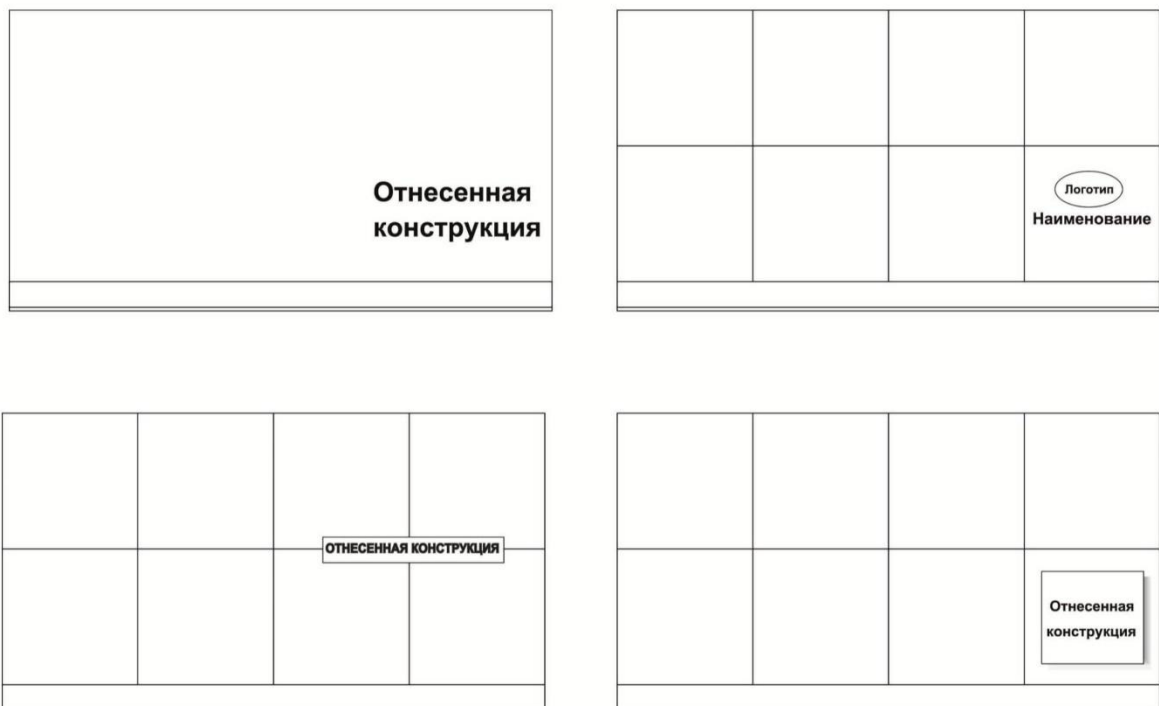 Отнесенная
конструкция
Логотип
Наименование
ОТНЕСЕННАЯ КОНСТРУКЦИЯ
Отнесенная
конструкция